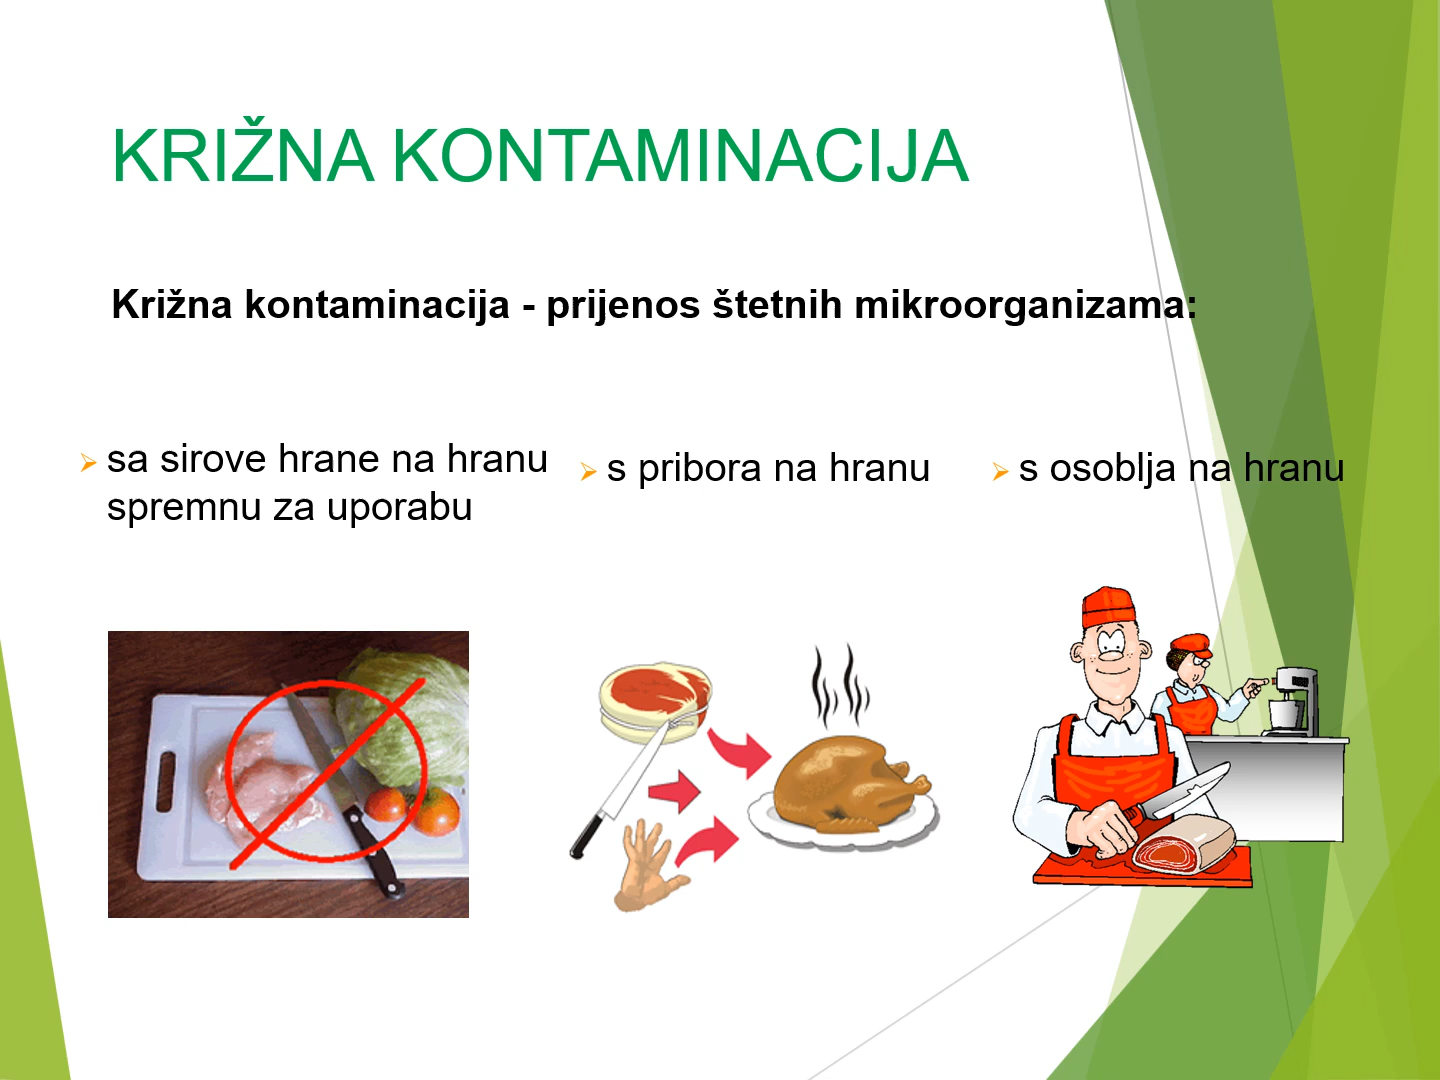 KRIŽNA KONTAMINACIJA
Križna kontaminacija - prijenos štetnih mikroorganizama:
sa sirove hrane na hranu
spremnu za uporabu
s pribora na hranu
s osoblja na hranu